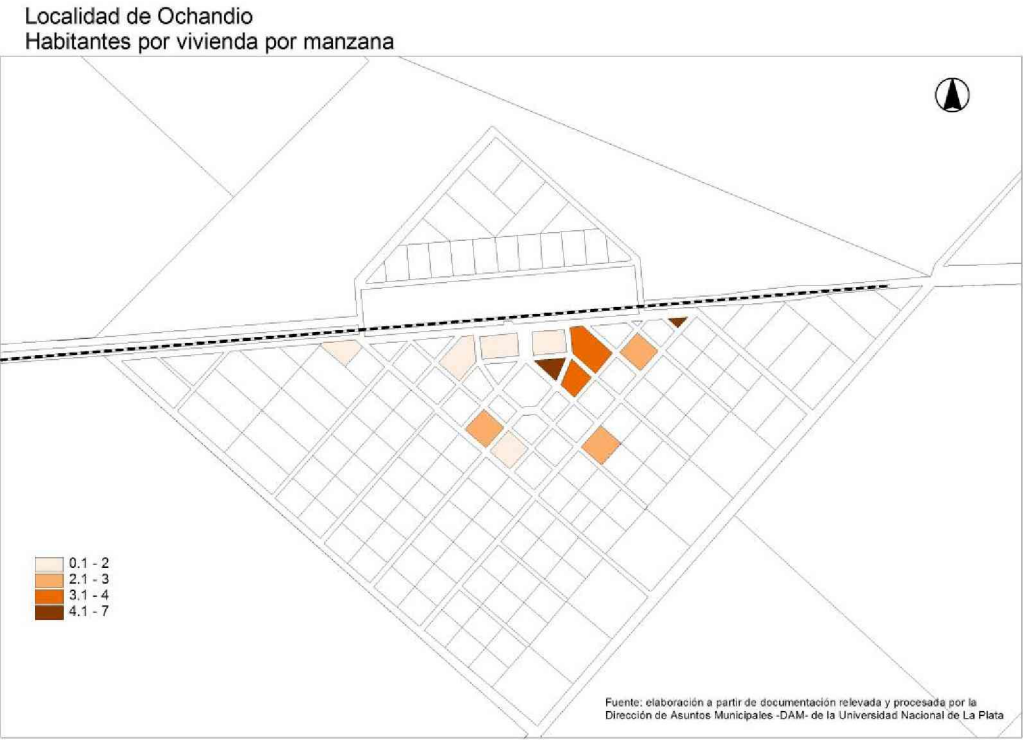 Localidad de Ochandio
Habitantes por vivienda por manzana
0.1 - 2
2.1 - 3
3.1 - 4
4.1 - 7
Fuente: elaboración a partir de documentación relevada y procesada por la
Dirección de Asuntos Municipales -DAM- de la Universidad Nacional de La Plata